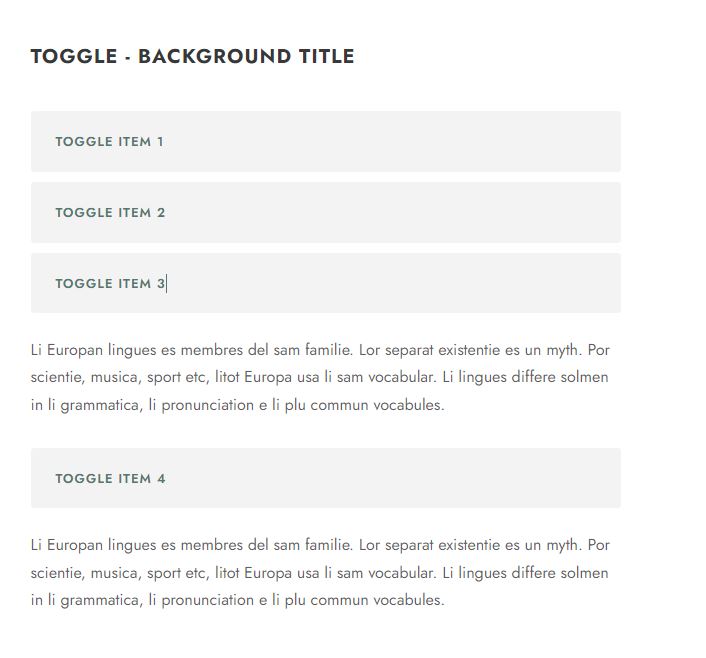 TOGGLE - BACKGROUND TITLE
TOGGLE ITEM 1
TOGGLE ITEM 2
TOGGLE ITEM 3
Li Europan lingues es membres del sam familie. Lor separat existentie es un myth. Por
scientie, musica, sport etc, litot Europa usa li sam vocabular. Li lingues differe solmen
in li grammatica, li pronunciation e li plu commun vocabules.
TOGGLE ITEM 4
Li Europan lingues es membres del sam familie. Lor separat existentie es un myth. Por
scientie, musica, sport etc, litot Europa usa li sam vocabular. Li lingues differe solmen
in li grammatica, li pronunciation e li plu commun vocabules.